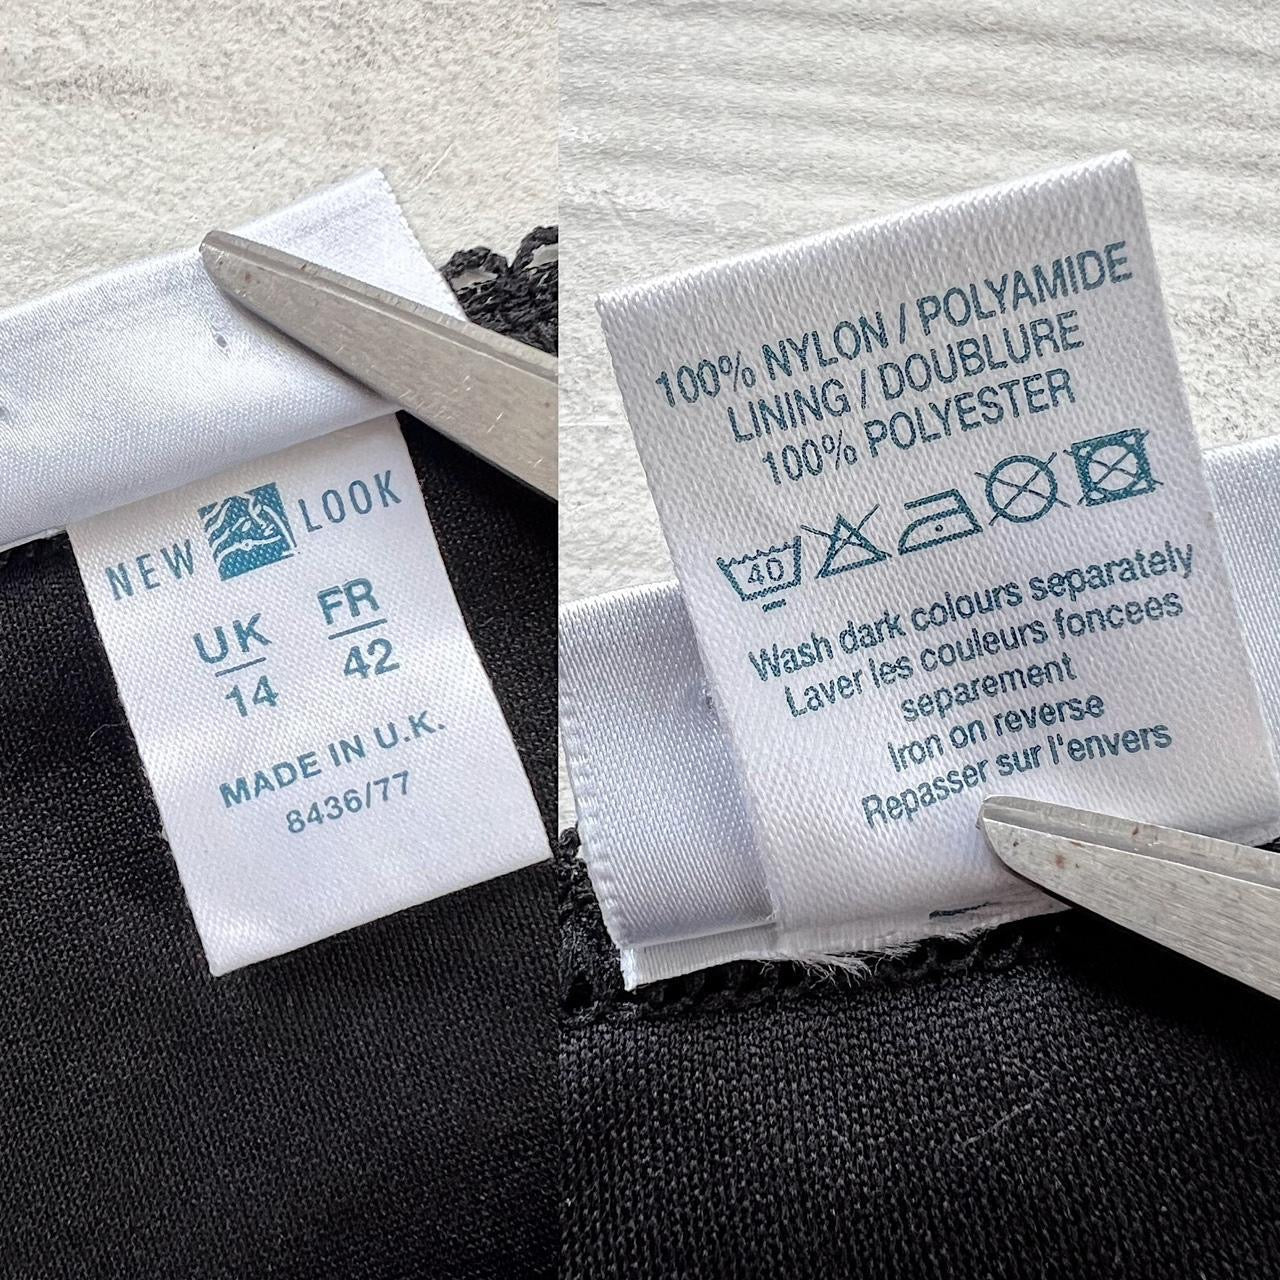 NEW LOOK
UK FR
14 42
MADE IN U.K.
8436/77
100% NYLON / POLYAMIDE
LINING / DOUBLURE
100% POLYESTER
40
Wash dark colours separately
Laver les couleurs foncees
separement
Iron on reverse
Repasser sur l'envers